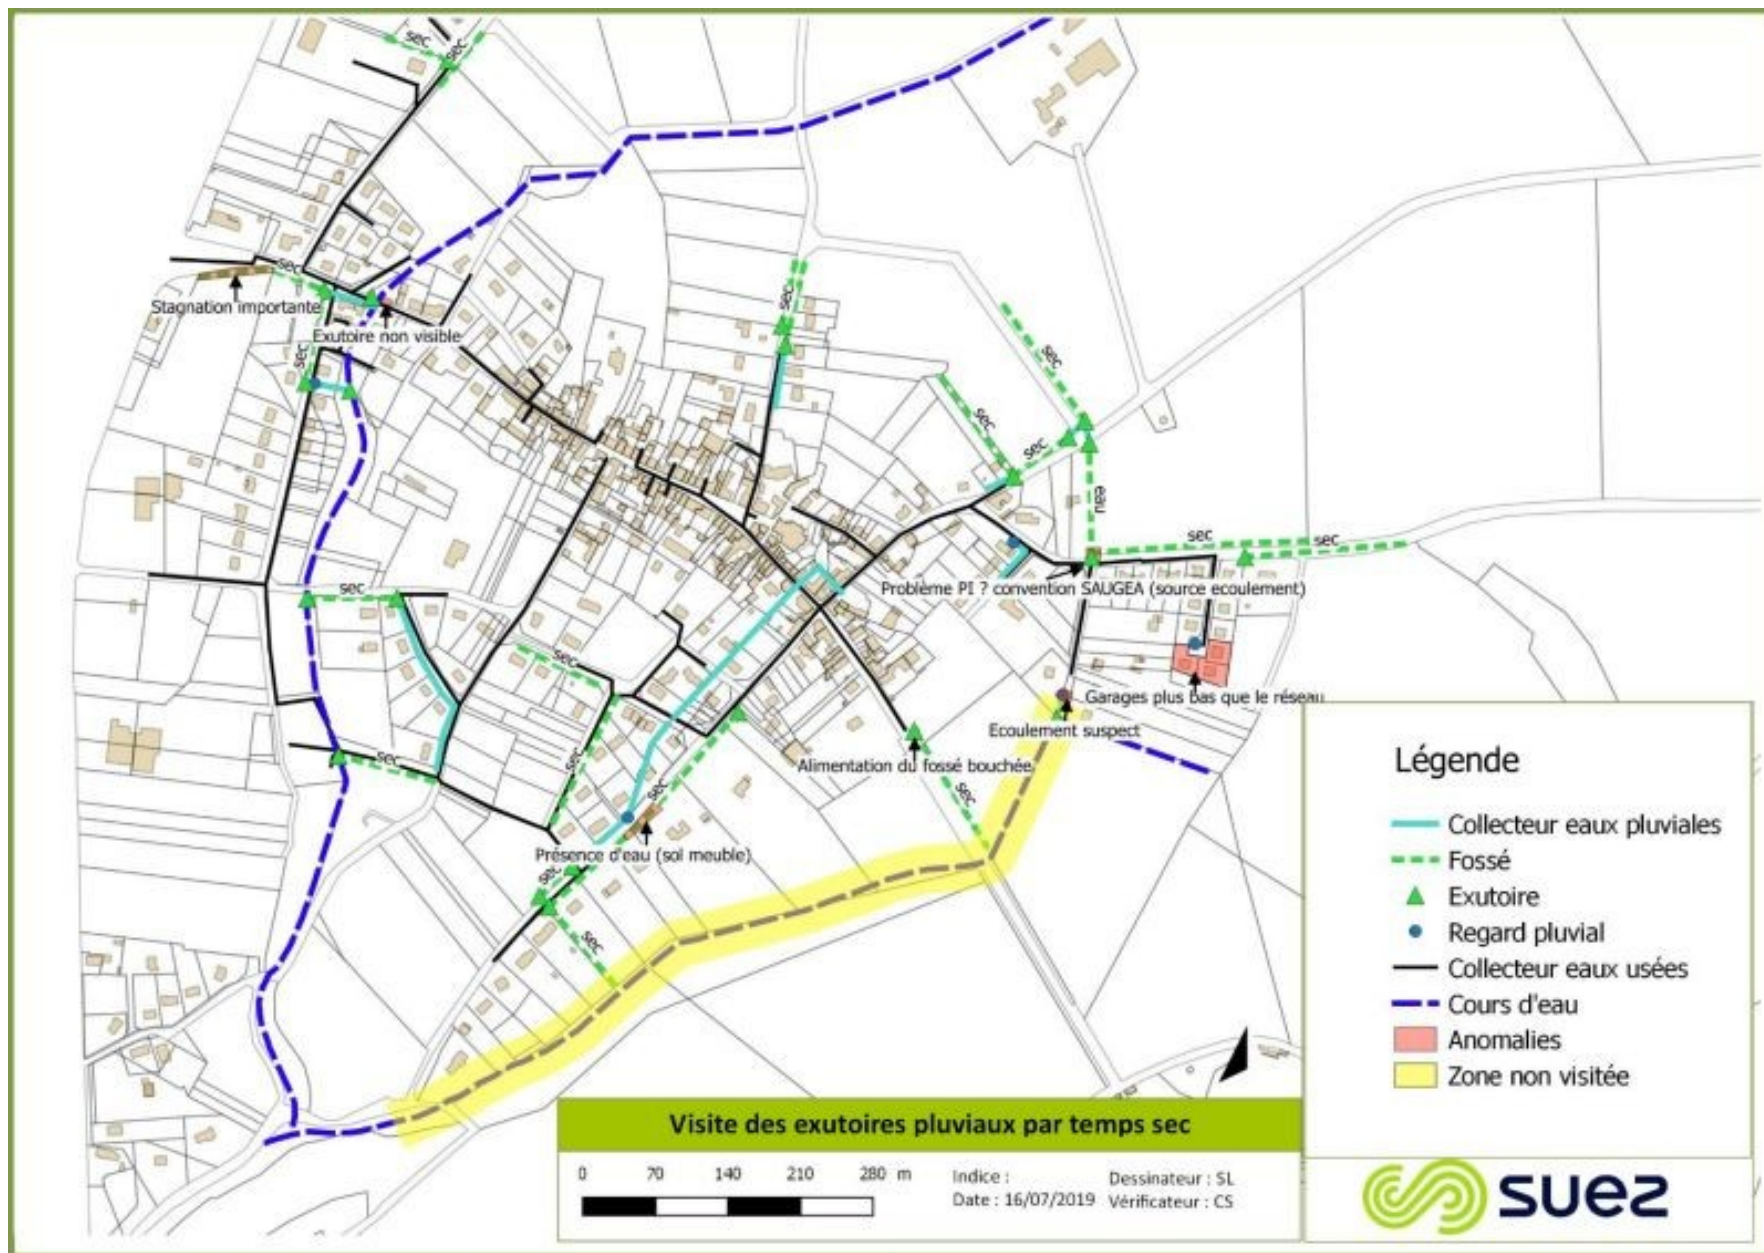 sec
sec
sec
Stagnation importante
Exutoire non visible
sec
sec
sec
sec
sec
eau
sec
sec
Problème PI ? convention SAUGEA (source ecoulement)
sec
sec
Garages plus bas que le réseau
Ecoulement suspect
Alimentation du fossé bouchée
sec
sec
sec
sec
Présence d'eau (sol meuble)
sec
sec
Légende
Collecteur eaux pluviales
Fossé
Exutoire
Regard pluvial
Collecteur eaux usées
Cours d'eau
Anomalies
Zone non visitée
Visite des exutoires pluviaux par temps sec
0 70 140 210 280 m
Indice :
Date : 16/07/2019
Dessinateur : SL
Vérificateur : CS
suez